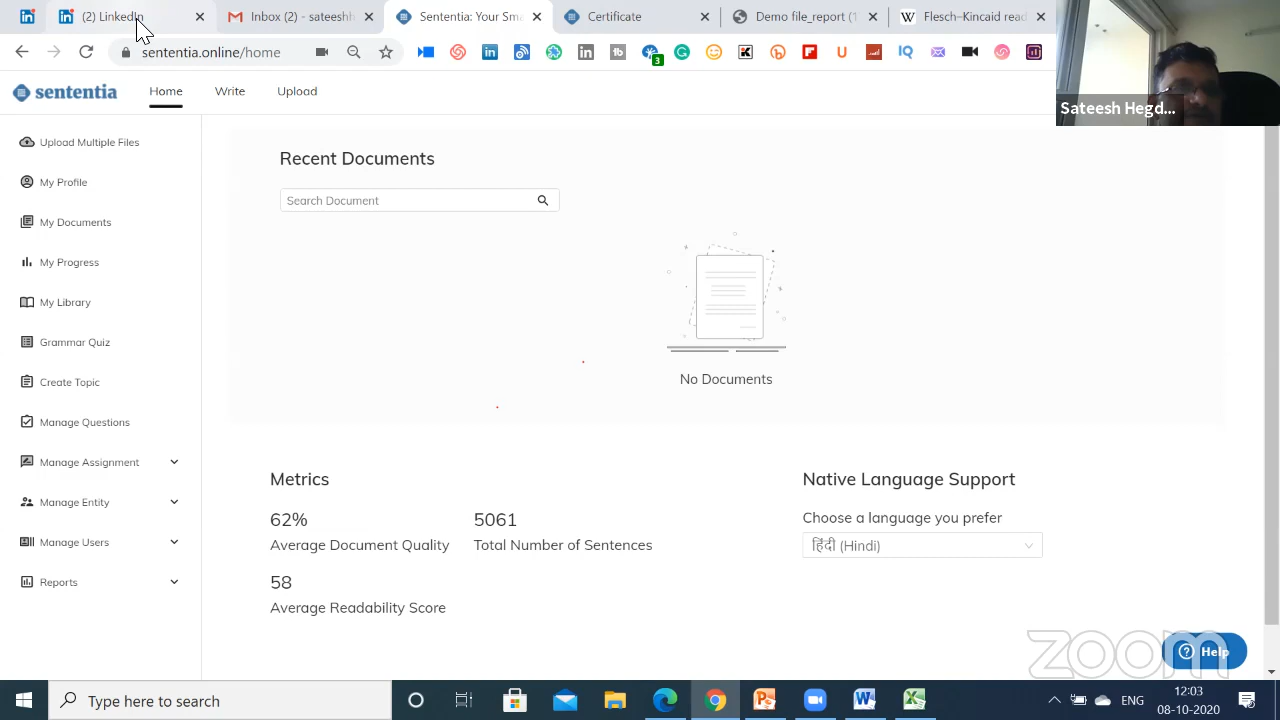 (2) LinkedIn
Inbox (2) - sateeshh
Sententia: Your Sma
Certificate
Demo file_report (1
Flesch–Kincaid read
sententia.online/home
3
Sateesh Hegd...
sententia
Home
Write
Upload
Upload Multiple Files
My Profile
My Documents
My Progress
My Library
Grammar Quiz
Create Topic
Manage Questions
Manage Assignment
Manage Entity
Manage Users
Reports
Recent Documents
Search Document
No Documents
Metrics
62%
Average Document Quality
5061
Total Number of Sentences
58
Average Readability Score
Native Language Support
Choose a language you prefer
हिंदी (Hindi)
zoom
Help
Type here to search
ENG
12:03
08-10-2020